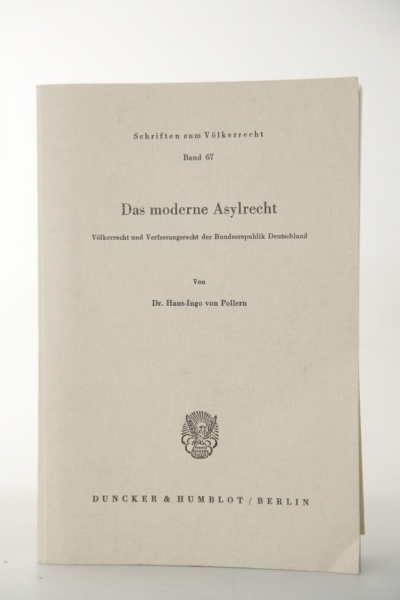 Schriften zum Völkerrecht
Band 67
Das moderne Asylrecht
Völkerrecht und Verfassungsrecht der Bundesrepublik Deutschland
Von
Dr. Hans-Ingo von Pollern
DUNCKER & HUMBLOT / BERLIN